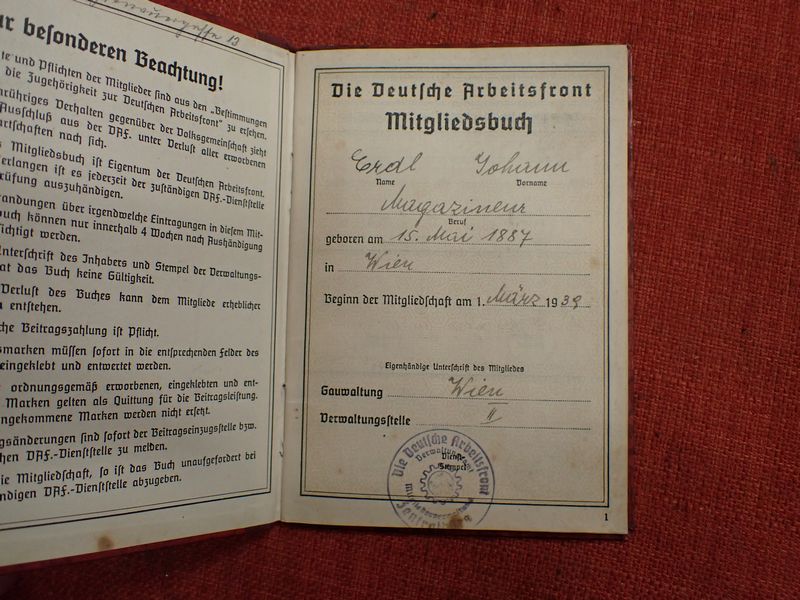 13
ur besonderen Beachtung!
te und Pflichten der Mitglieder sind aus den „Bestimmungen
die Zugehörigkeit zur Deutschen Arbeitsfront" zu ersehen.
nrühriges Verhalten gegenüber der Volksgemeinschaft zieht
Ausschluß aus der DAF. unter Verlust aller erworbenen
artschaften nach sich.
s Mitgliedsbuch ist Eigentum der Deutschen Arbeitsfront.
erlangen ist es jederzeit der zuständigen DAF.-Dienststelle
rüfung auszuhändigen.
andungen über irgendwelche Eintragungen in diesem Mit-
buch können nur innerhalb 4 Wochen nach Aushändigung
sichtigt werden.
Unterschrift des Inhabers und Stempel der Verwaltungs-
at das Buch keine Gültigkeit.
Verlust des Buches kann dem Mitgliede erheblicher
n entstehen.
che Beitragszahlung ist Pflicht.
smarken müssen sofort in die entsprechenden Felder des
eingeklebt und entwertet werden.
ordnungsgemäß erworbenen, eingeklebten und ent-
Marken gelten als Quittung für die Beitragsleistung.
ngekommene Marken werden nicht ersetzt.
gsänderungen sind sofort der Beitragseinzugsstelle bzw.
chen DAF.-Dienststelle zu melden.
ie Mitgliedschaft, so ist das Buch unaufgefordert bei
ndigen DAF.-Dienststelle abzugeben.
Die Deutsche Arbeitsfront
Mitgliedsbuch
Erdl Johann
Name Vorname
Magazineur
Beruf
geboren am 15. Mai 1887
in Wien
Beginn der Mitgliedschaft am 1. März 1939
Eigenhändige Unterschrift des Mitgliedes
Gauwaltung Wien
Verwaltungsstelle II
Dienst-
Stempel
Die Deutsche Arbeitsfront
1